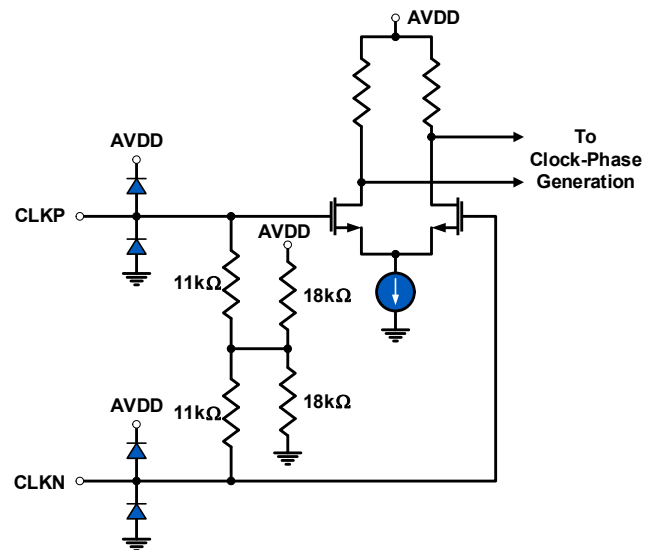 AVDD
To
Clock-Phase
Generation
AVDD
CLKP
AVDD
11kΩ
18kΩ
11kΩ
18kΩ
AVDD
CLKN